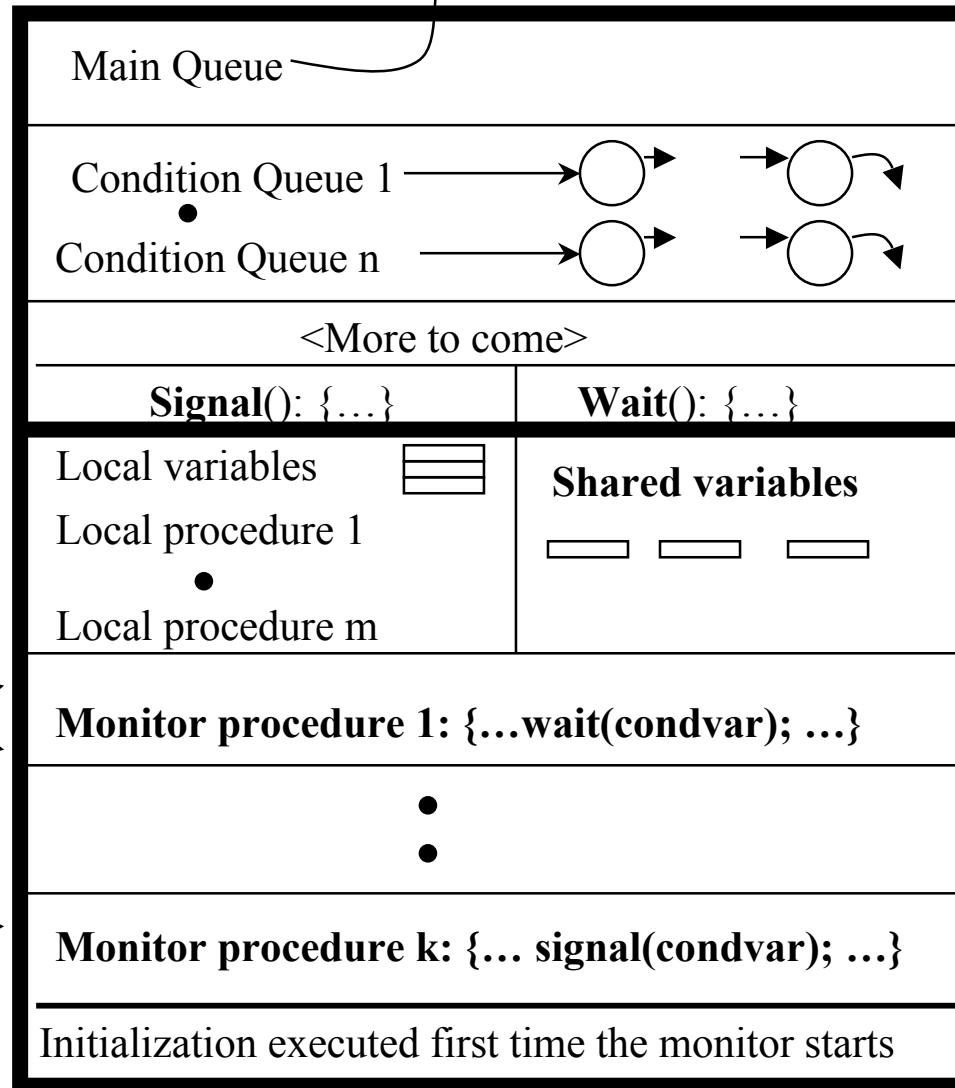 Main Queue
Condition Queue 1
Condition Queue n
<More to come>
Signal(): {…}
Wait(): {…}
Local variables
Shared variables
Local procedure 1
Local procedure m
Monitor procedure 1: {…wait(condvar); …}
Monitor procedure k: {… signal(condvar); …}
Initialization executed first time the monitor starts